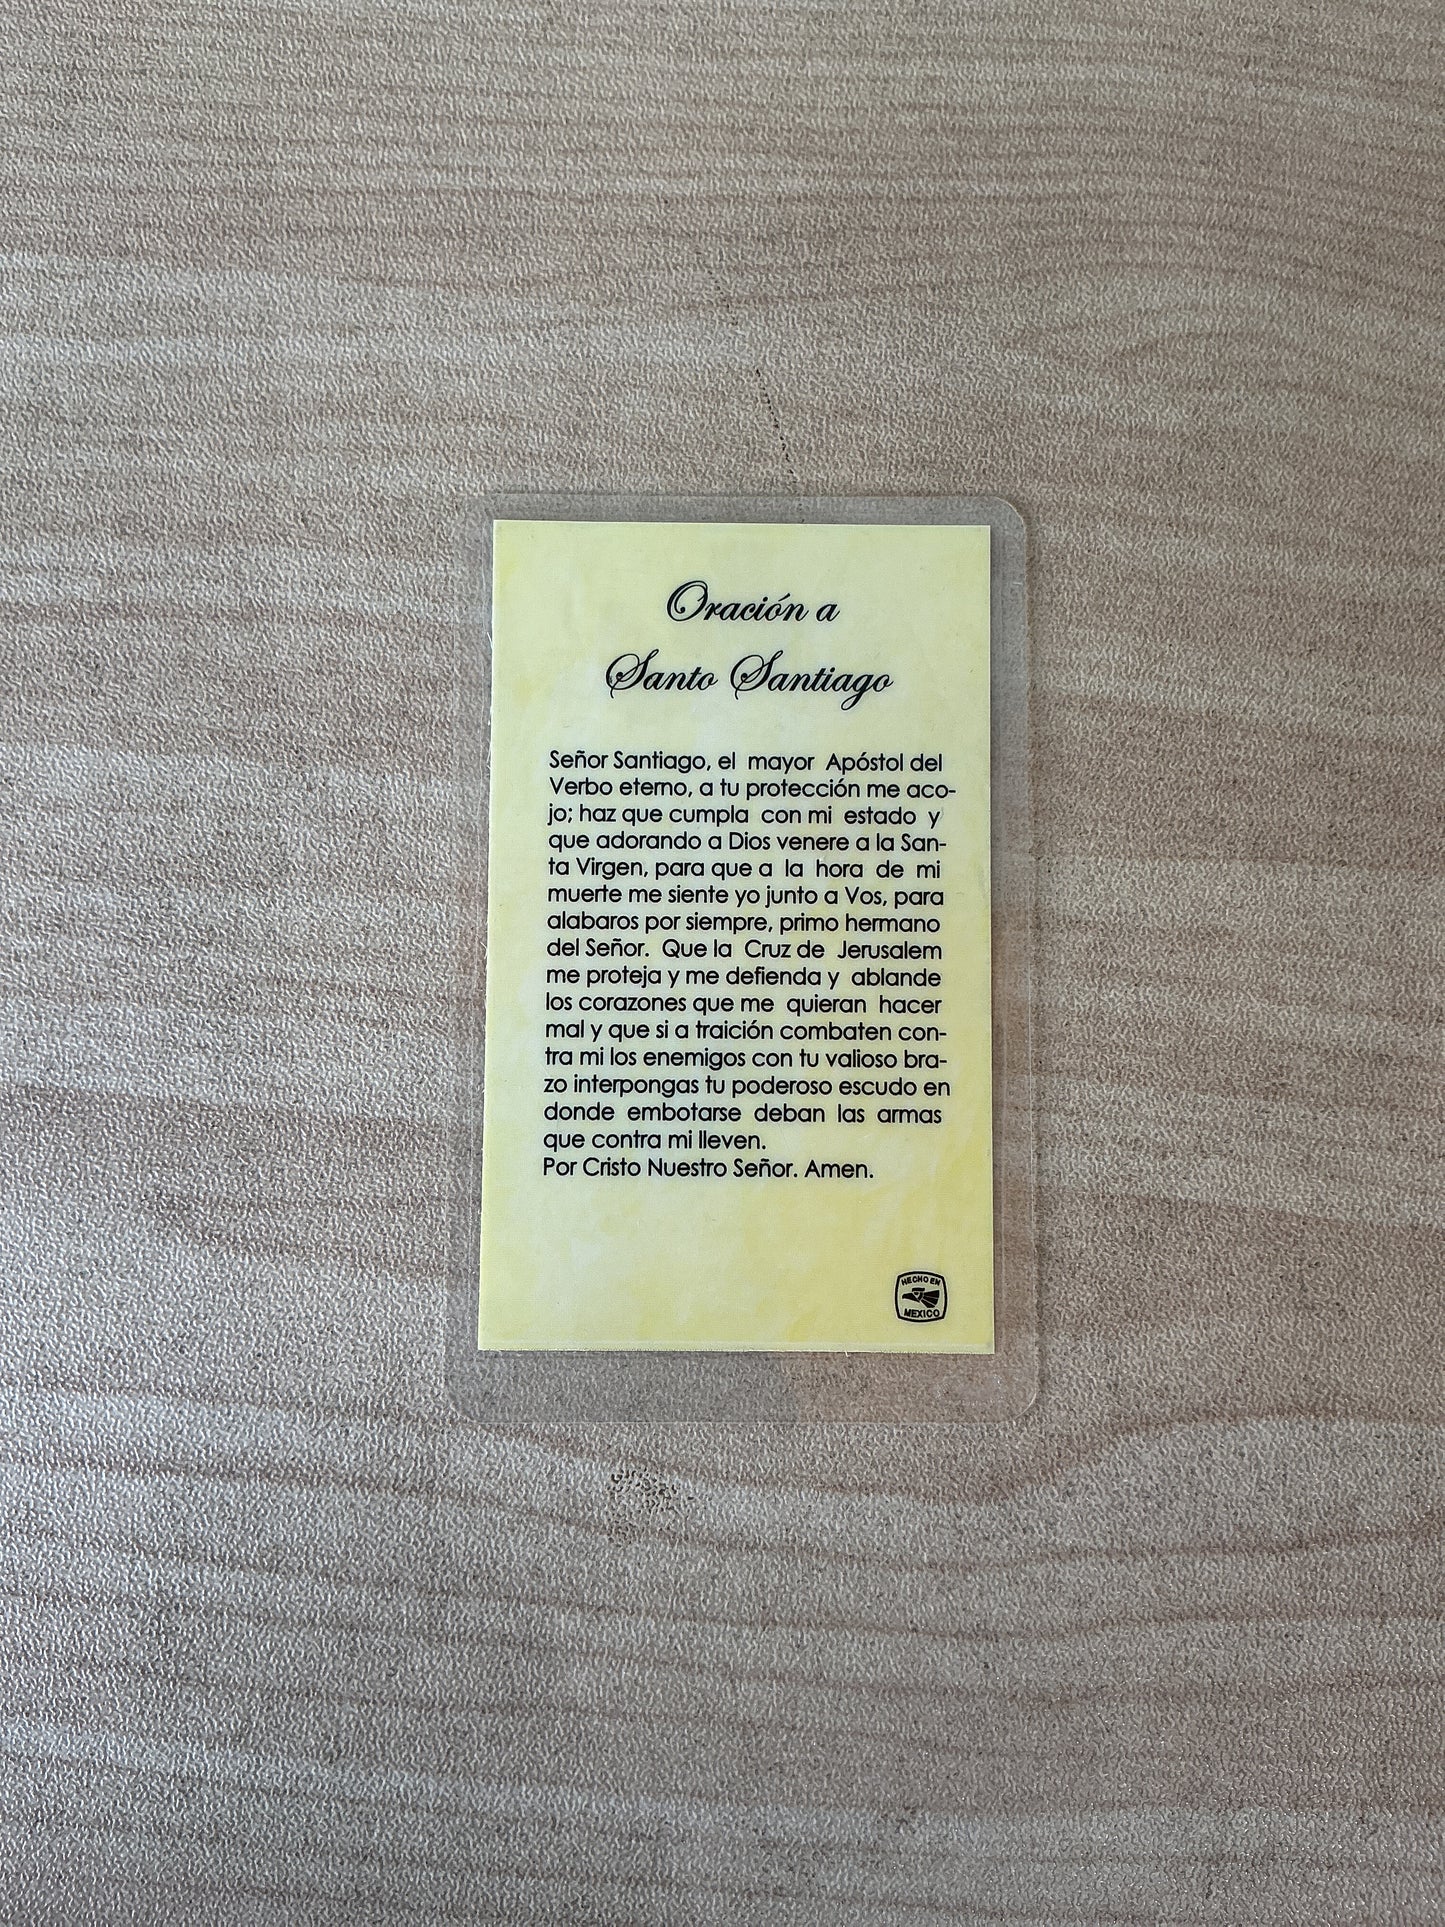 Oración a
Santo Santiago
Señor Santiago, el mayor Apóstol del
Verbo eterno, a tu protección me aco-
jo; haz que cumpla con mi estado y
que adorando a Dios venere a la San-
ta Virgen, para que a la hora de mi
muerte me siente yo junto a Vos, para
alabaros por siempre, primo hermano
del Señor. Que la Cruz de Jerusalem
me proteja y me defienda y ablande
los corazones que me quieran hacer
mal y que si a traición combaten con-
tra mi los enemigos con tu valioso bra-
zo interpongas tu poderoso escudo en
donde embotarse deban las armas
que contra mi lleven.
Por Cristo Nuestro Señor. Amen.
HECHO EN
MEXICO